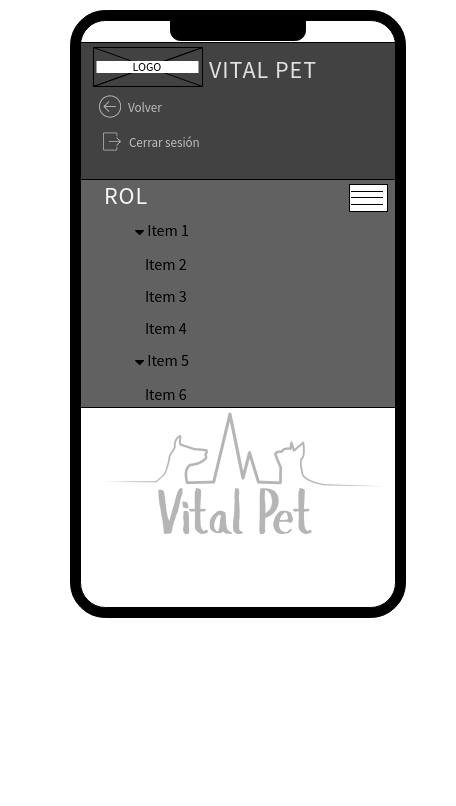 LOGO
VITAL PET
Volver
Cerrar sesión
ROL
Item 1
Item 2
Item 3
Item 4
Item 5
Item 6
Vital Pet